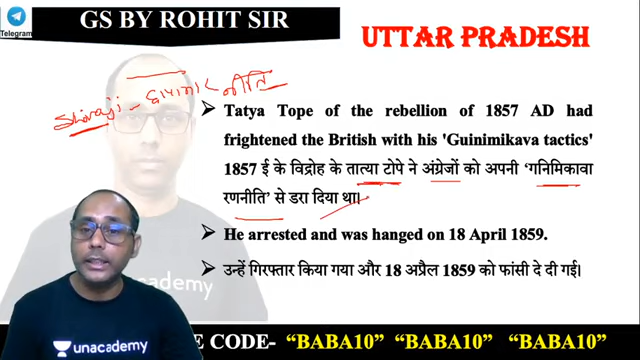 GS BY ROHIT SIR
Telegram
UTTAR PRADESH
Shivaji - छापामार नीति
➢ Tatya Tope of the rebellion of 1857 AD had
frightened the British with his 'Guinimikava tactics'
1857 ई के विद्रोह के तात्या टोपे ने अंग्रेजों को अपनी 'गनिमिकावा
रणनीति' से डरा दिया था।
➢ He arrested and was hanged on 18 April 1859.
➢ उन्हें गिरफ्तार किया गया और 18 अप्रैल 1859 को फांसी दे दी गई।
unacademy
E CODE- “BABA10” “BABA10” “BABA10”